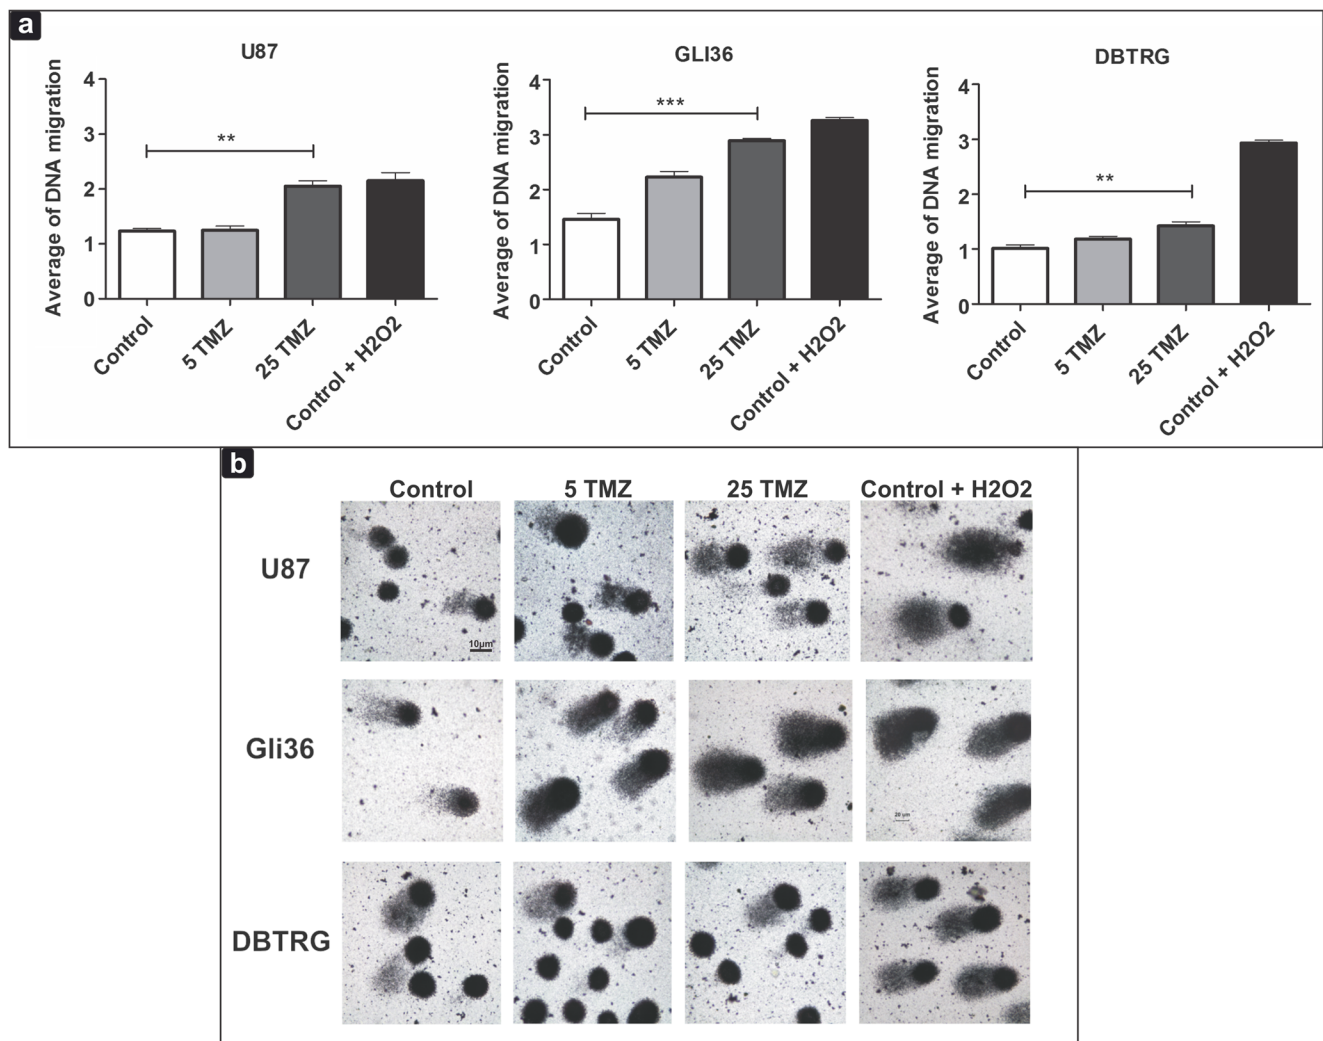 a
U87
Average of DNA migration
4
3
2
1
0
**
Control
5 TMZ
25 TMZ
Control + H2O2
GLI36
Average of DNA migration
4
3
2
1
0
***
Control
5 TMZ
25 TMZ
Control + H2O2
DBTRG
Average of DNA migration
4
3
2
1
0
**
Control
5 TMZ
25 TMZ
Control + H2O2
b
Control 5 TMZ 25 TMZ Control + H2O2
U87
10µm
Gli36
20 µm
DBTRG